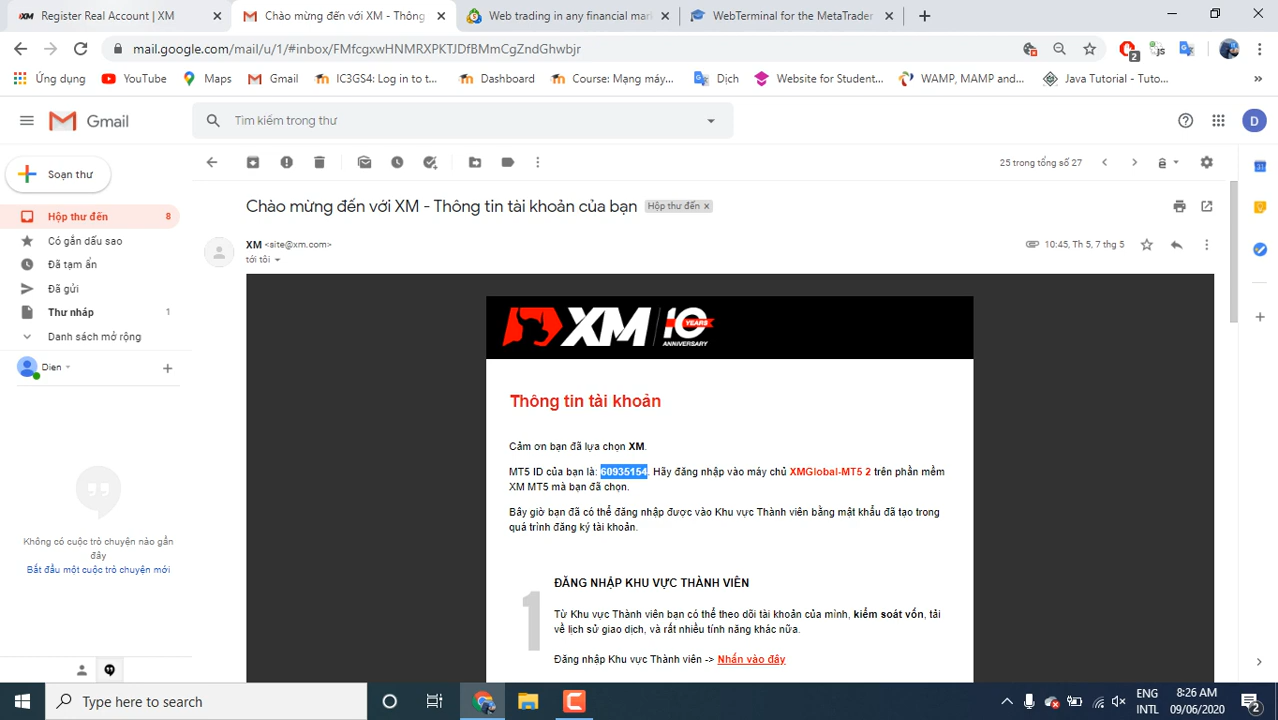 Register Real Account | XM
Chào mừng đến với XM - Thông
Web trading in any financial mark
WebTerminal for the MetaTrader
mail.google.com/mail/u/1/#inbox/FMfcgxwHNMRXPKTJDfBMmCgZndGhwbjr
2
Ứng dụng
YouTube
Maps
Gmail
IC3GS4: Log in to t...
Dashboard
Course: Mạng máy...
Dịch
Website for Student...
WAMP, MAMP and...
Java Tutorial - Tuto...
»
Gmail
Tìm kiếm trong thư
D
Soạn thư
25 trong tổng số 27
Hộp thư đến 8
Có gắn dấu sao
Đã tạm ẩn
Đã gửi
Thư nháp 1
Danh sách mở rộng
Dien
Không có cuộc trò chuyện nào gần
đây
Bắt đầu một cuộc trò chuyện mới
Chào mừng đến với XM - Thông tin tài khoản của bạn
Hộp thư đến ×
XM <site@xm.com>
10:45, Th 5, 7 thg 5
tới tôi
XM 10 YEARS
ANNIVERSARY
Thông tin tài khoản
Cảm ơn bạn đã lựa chọn XM.
MT5 ID của bạn là: 60935154. Hãy đăng nhập vào máy chủ XMGlobal-MT5 2 trên phần mềm
XM MT5 mà bạn đã chọn.
Bây giờ bạn đã có thể đăng nhập được vào Khu vực Thành viên bằng mật khẩu đã tạo trong
quá trình đăng ký tài khoản.
1
ĐĂNG NHẬP KHU VỰC THÀNH VIÊN
Từ Khu vực Thành viên bạn có thể theo dõi tài khoản của mình, kiểm soát vốn, tải
về lịch sử giao dịch, và rất nhiều tính năng khác nữa.
Đăng nhập Khu vực Thành viên -> Nhấn vào đây
Type here to search
ENG
INTL
8:26 AM
09/06/2020
2